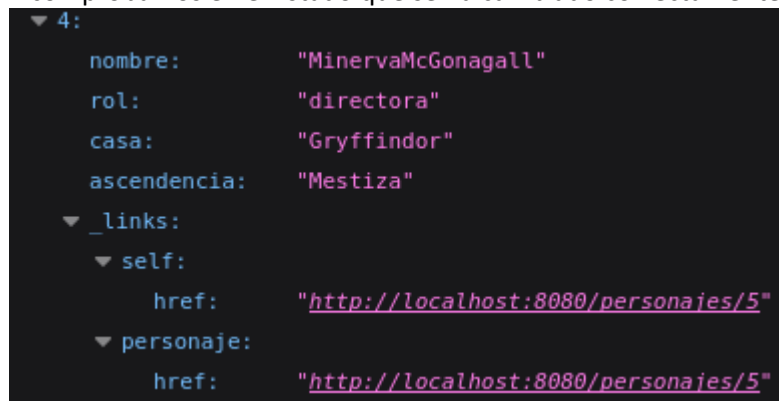 4:
nombre: "MinervaMcGonagall"
rol: "directora"
casa: "Gryffindor"
ascendencia: "Mestiza"
_links:
self:
href: "http://localhost:8080/personajes/5"
personaje:
href: "http://localhost:8080/personajes/5"